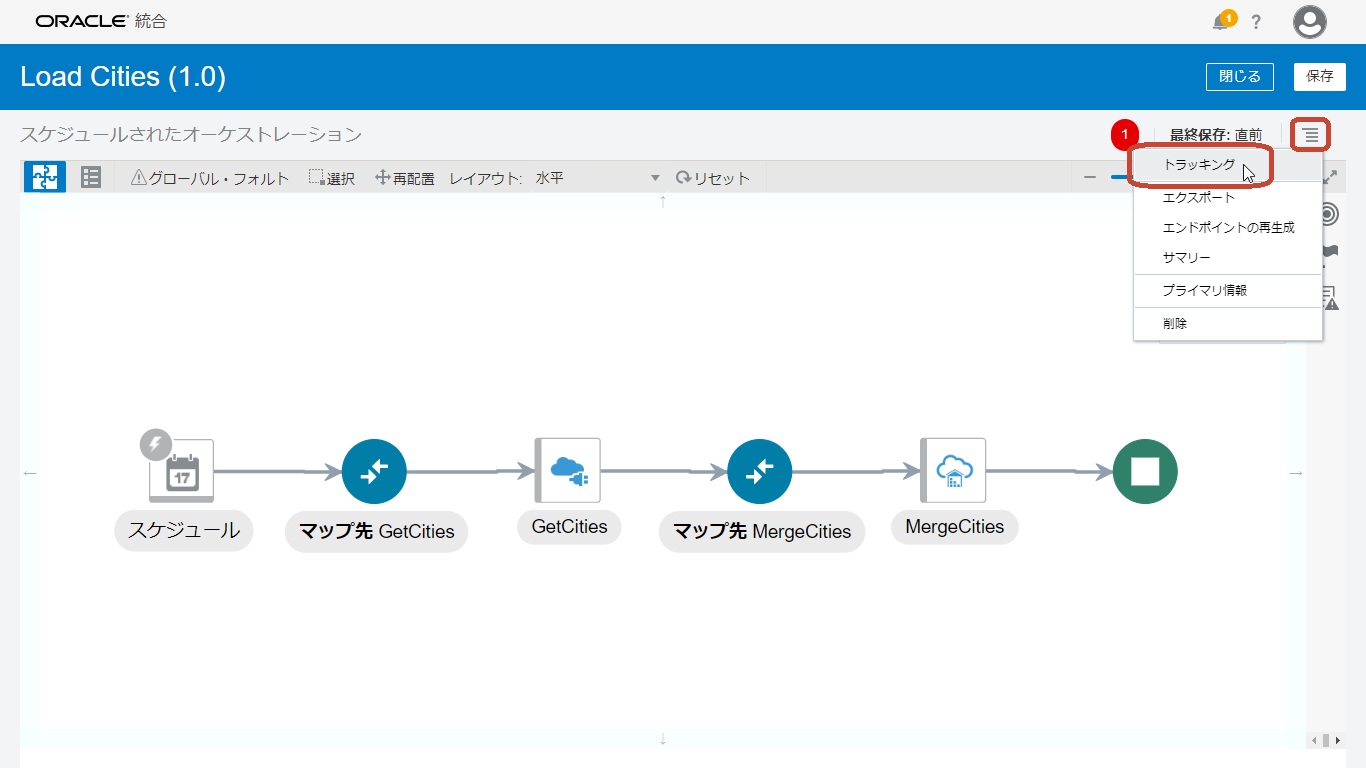 ORACLE® 統合
1
?
Load Cities (1.0)
閉じる
保存
スケジュールされたオーケストレーション
1
最終保存: 直前
グローバル・フォルト
選択
再配置
レイアウト: 水平
リセット
トラッキング
エクスポート
エンドポイントの再生成
サマリー
プライマリ情報
削除
17
スケジュール
マップ先 GetCities
GetCities
マップ先 MergeCities
MergeCities